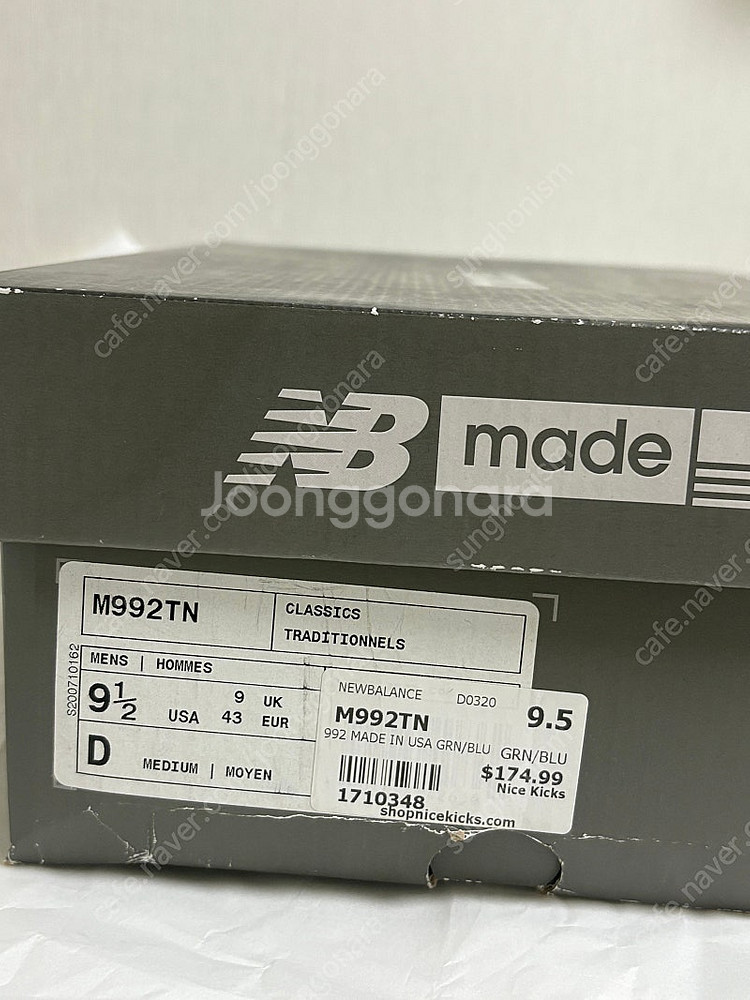 NB made
Joonggonara
cafe.naver.com/joonggonara
sunghonism
M992TN
CLASSICS
TRADITIONNELS
S200710162
MENS | HOMMES
9½ USA
9 UK
43 EUR
D
MEDIUM | MOYEN
NEWBALANCE D0320
M992TN 9.5
992 MADE IN USA GRN/BLU GRN/BLU
$174.99
Nice Kicks
1710348
shopnicekicks.com